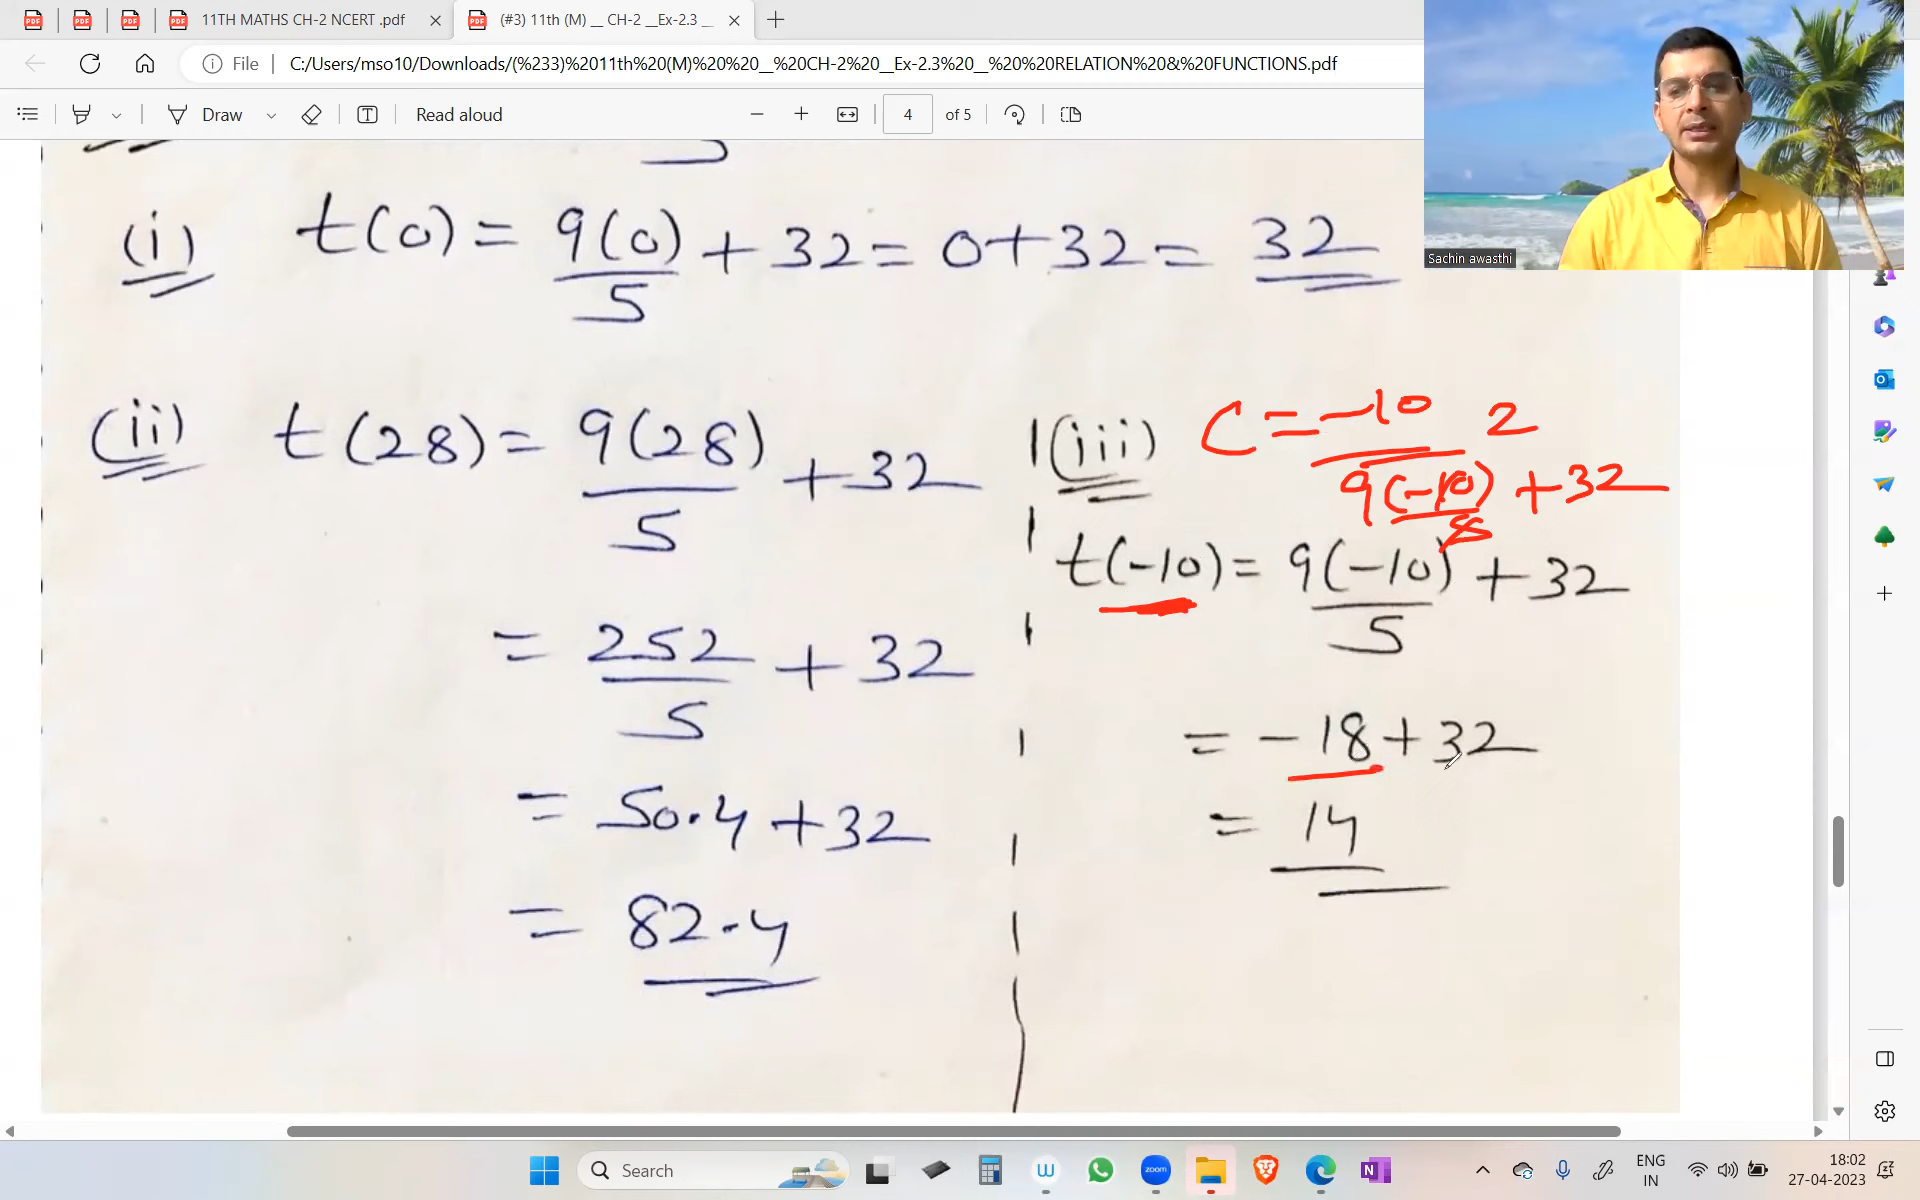 11TH MATHS CH-2 NCERT .pdf
(#3) 11th (M) __ CH-2 __Ex-2.3 __
File
C:/Users/mso10/Downloads/(%233)%2011th%20(M)%20%20__%20CH-2%20__Ex-2.3%20__%20%20RELATION%20&%20FUNCTIONS.pdf
Draw
Read aloud
4 of 5
Sachin awasthi
(i) t(0) = 9(0)/5 + 32 = 0+32 = 32
(ii) t(28) = 9(28)/5 + 32
= 252/5 + 32
= 50.4 + 32
= 82.4
(iii) C = -10 2
9(-10)/5 + 32
t(-10) = 9(-10)/5 + 32
= -18 + 32
= 14
Search
zoom
ENG
IN
18:02
27-04-2023